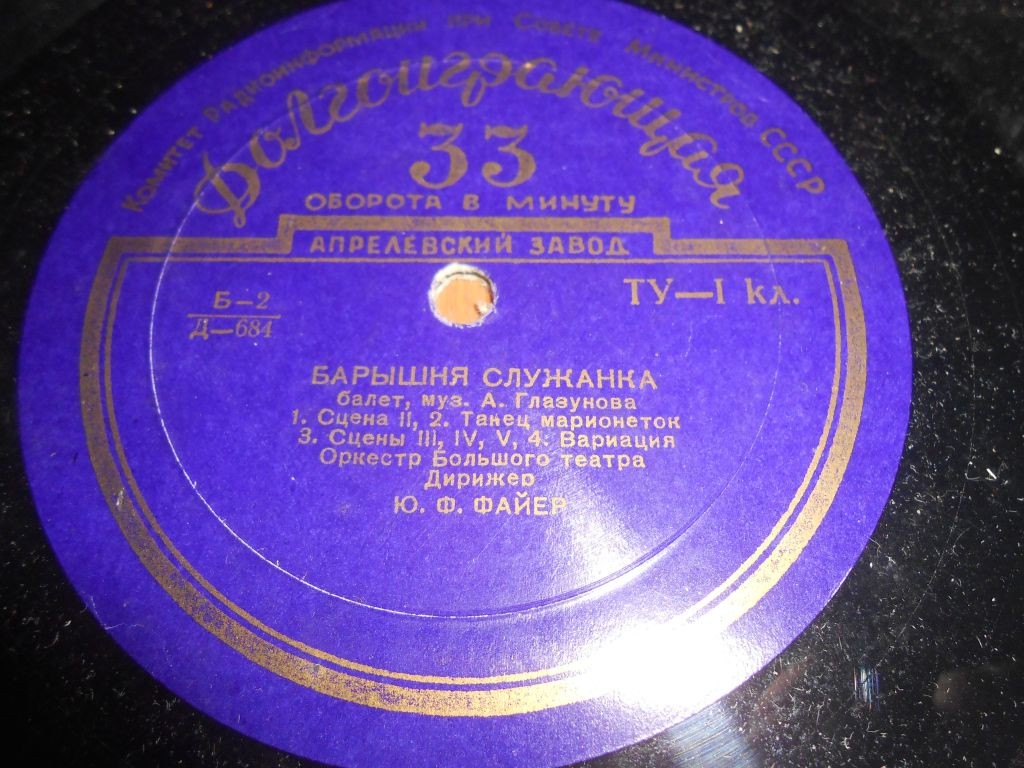 Комитет Радиоинформации при Совете Министров СССР
Долгоиграющая
33
ОБОРОТА В МИНУТУ
АПРЕЛЕВСКИЙ ЗАВОД
Б—2
Д—684
ТУ—I кл.
БАРЫШНЯ СЛУЖАНКА
балет, муз. А. Глазунова
1. Сцена II, 2. Танец марионеток
3. Сцены III, IV, V, 4. Вариация
Оркестр Большого театра
Дирижер
Ю. Ф. ФАЙЕР